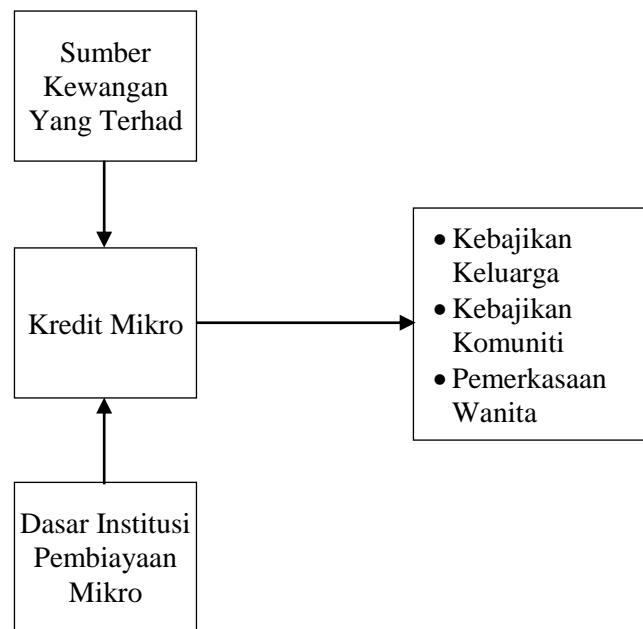 Sumber
Kewangan
Yang Terhad
Kredit Mikro
• Kebajikan
Keluarga
• Kebajikan
Komuniti
• Pemerkasaan
Wanita
Dasar Institusi
Pembiayaan
Mikro